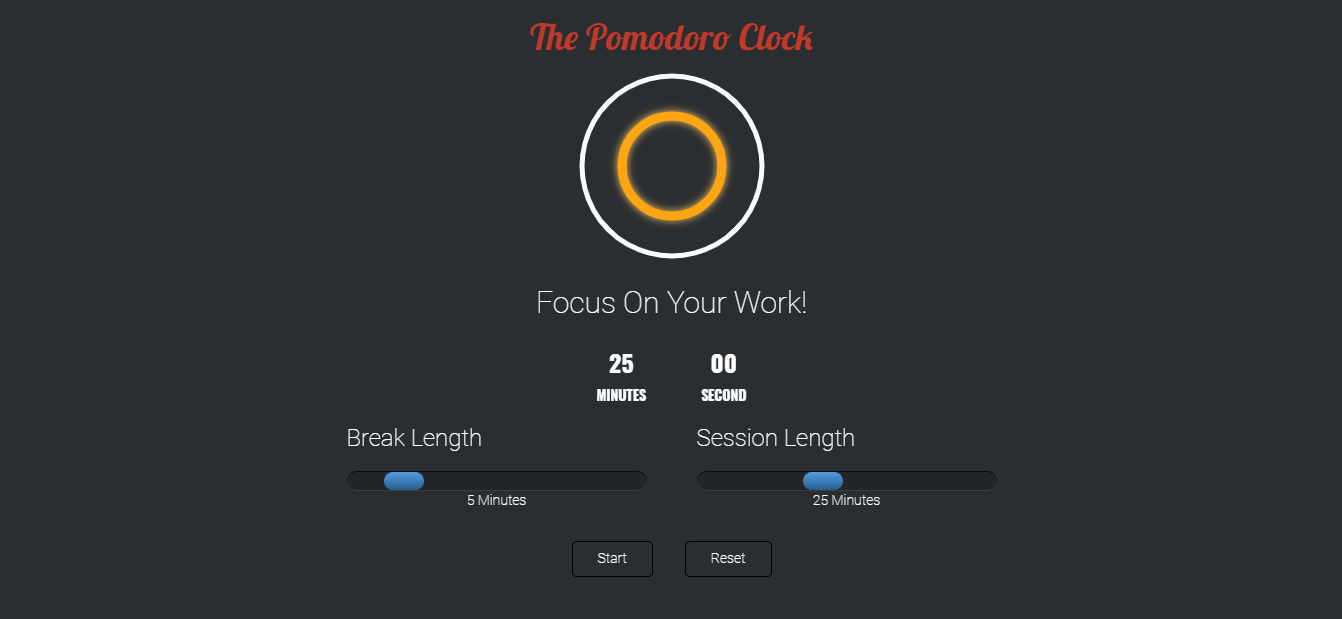 The Pomodoro Clock
Focus On Your Work!
25 00
MINUTES SECOND
Break Length Session Length
5 Minutes 25 Minutes
Start Reset